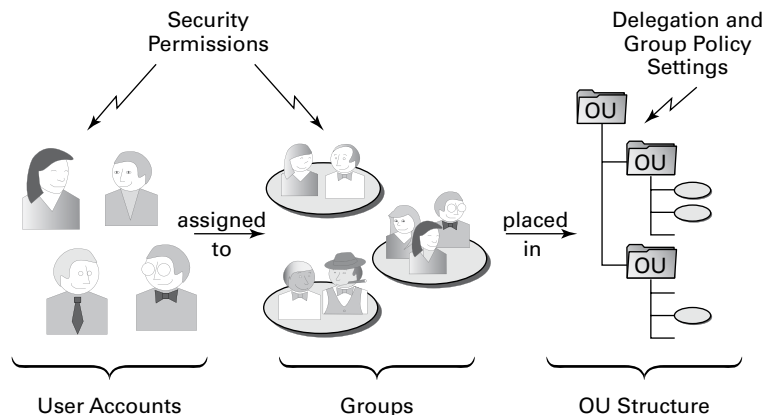 Security
Permissions
Delegation and
Group Policy
Settings
OU
OU
OU
assigned
to
placed
in
User Accounts
Groups
OU Structure